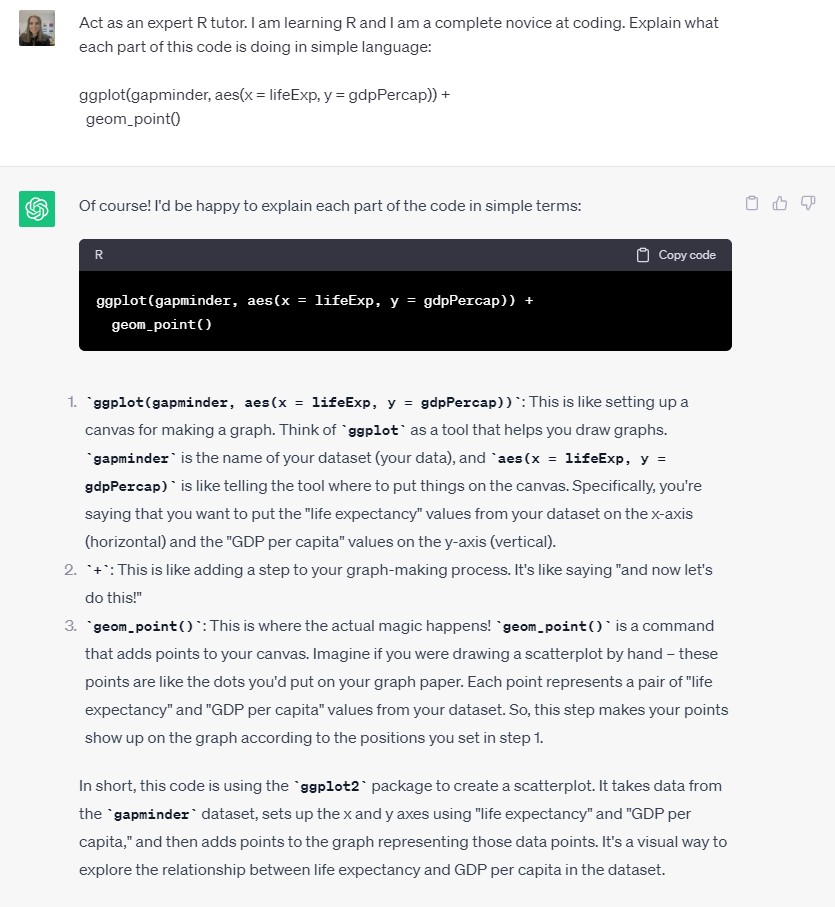 Act as an expert R tutor. I am learning R and I am a complete novice at coding. Explain what
each part of this code is doing in simple language:
ggplot(gapminder, aes(x = lifeExp, y = gdpPercap)) +
geom_point()
Of course! I'd be happy to explain each part of the code in simple terms:
R Copy code
ggplot(gapminder, aes(x = lifeExp, y = gdpPercap)) +
geom_point()
1. `ggplot(gapminder, aes(x = lifeExp, y = gdpPercap))`: This is like setting up a
canvas for making a graph. Think of `ggplot` as a tool that helps you draw graphs.
`gapminder` is the name of your dataset (your data), and `aes(x = lifeExp, y =
gdpPercap)` is like telling the tool where to put things on the canvas. Specifically, you're
saying that you want to put the "life expectancy" values from your dataset on the x-axis
(horizontal) and the "GDP per capita" values on the y-axis (vertical).
2. `+`: This is like adding a step to your graph-making process. It's like saying "and now let's
do this!"
3. `geom_point()`: This is where the actual magic happens! `geom_point()` is a command
that adds points to your canvas. Imagine if you were drawing a scatterplot by hand – these
points are like the dots you'd put on your graph paper. Each point represents a pair of "life
expectancy" and "GDP per capita" values from your dataset. So, this step makes your points
show up on the graph according to the positions you set in step 1.
In short, this code is using the `ggplot2` package to create a scatterplot. It takes data from
the `gapminder` dataset, sets up the x and y axes using "life expectancy" and "GDP per
capita," and then adds points to the graph representing those data points. It's a visual way to
explore the relationship between life expectancy and GDP per capita in the dataset.